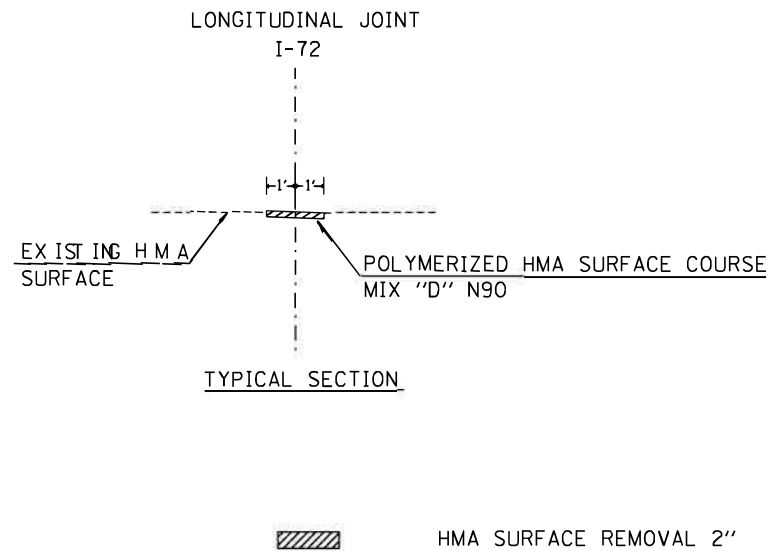 LONGITUDINAL JOINT
I-72
1' 1'
EXISTING HMA
SURFACE
POLYMERIZED HMA SURFACE COURSE
MIX "D" N90
TYPICAL SECTION
HMA SURFACE REMOVAL 2"